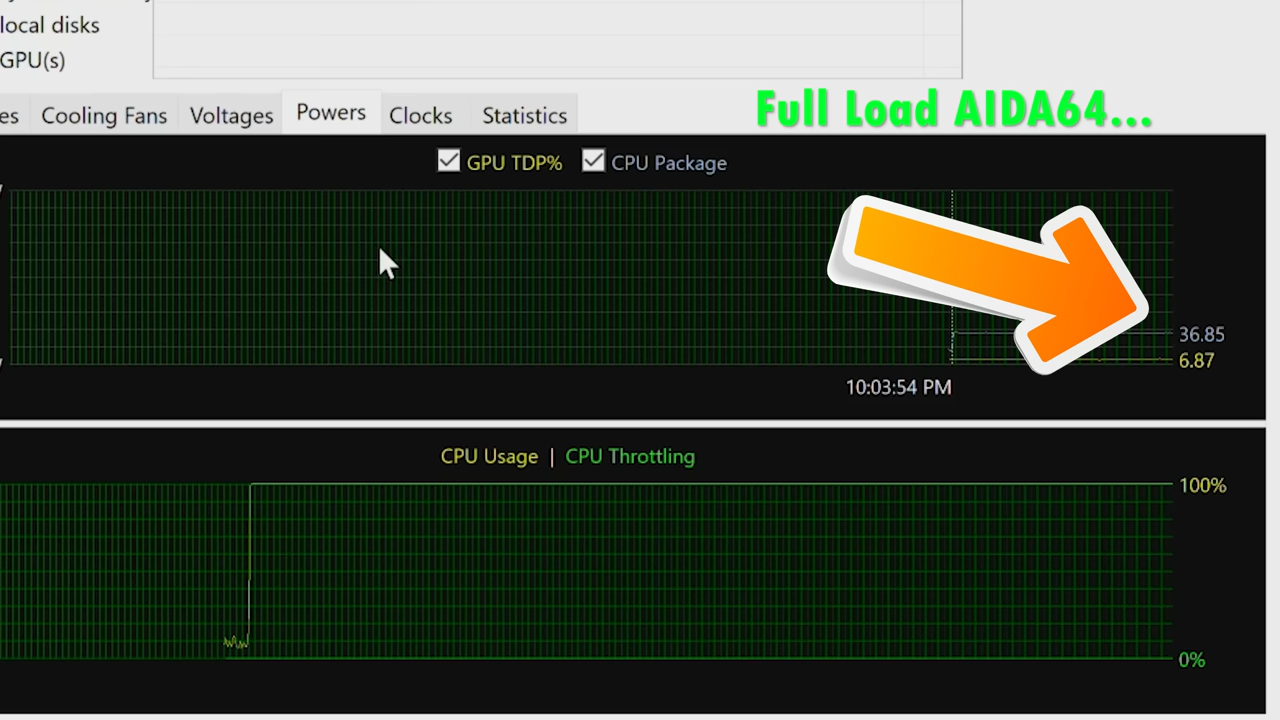 local disks
GPU(s)
es Cooling Fans Voltages Powers Clocks Statistics
Full Load AIDA64...
GPU TDP% CPU Package
36.85
6.87
10:03:54 PM
CPU Usage | CPU Throttling
100%
0%